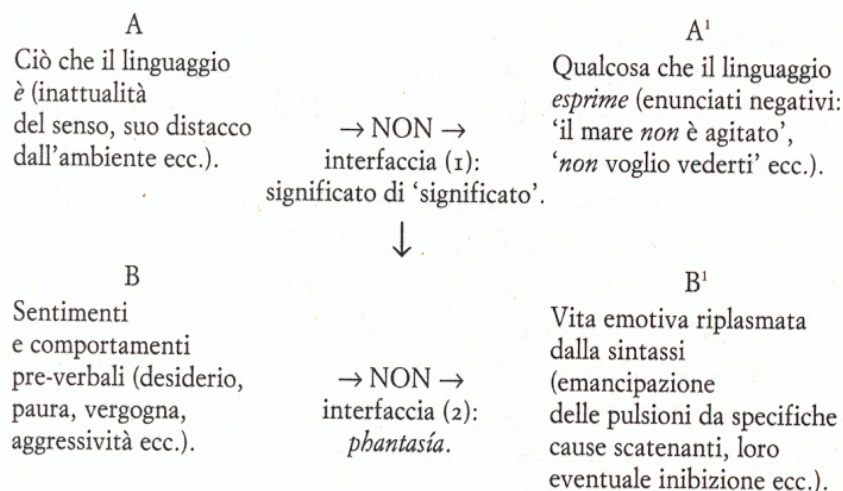 A
Ciò che il linguaggio
è (inattualità
del senso, suo distacco
dall'ambiente ecc.).
→ NON →
interfaccia (1):
significato di ‘significato’.
A¹
Qualcosa che il linguaggio
esprime (enunciati negativi:
‘il mare non è agitato’,
‘non voglio vederti’ ecc.).
↓
B
Sentimenti
e comportamenti
pre-verbali (desiderio,
paura, vergogna,
aggressività ecc.).
→ NON →
interfaccia (2):
phantasía.
B¹
Vita emotiva riplasmata
dalla sintassi
(emancipazione
delle pulsioni da specifiche
cause scatenanti, loro
eventuale inibizione ecc.).